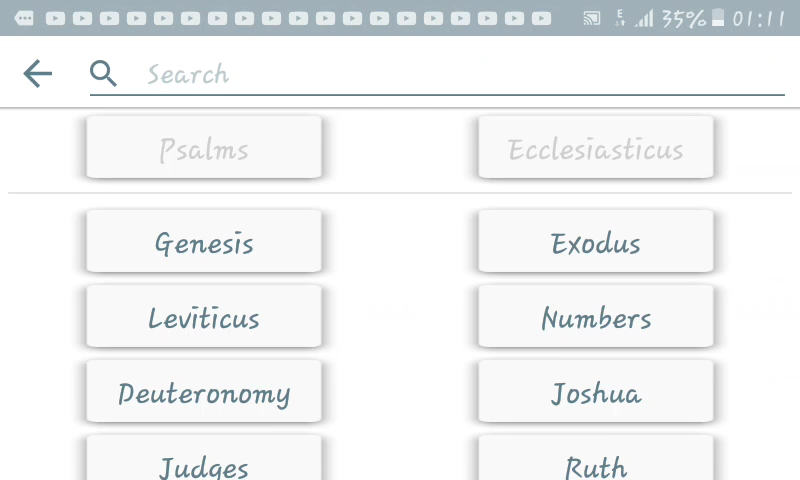 E 35% 01:11
Search
Psalms Ecclesiasticus
Genesis Exodus
Leviticus Numbers
Deuteronomy Joshua
Judges Ruth